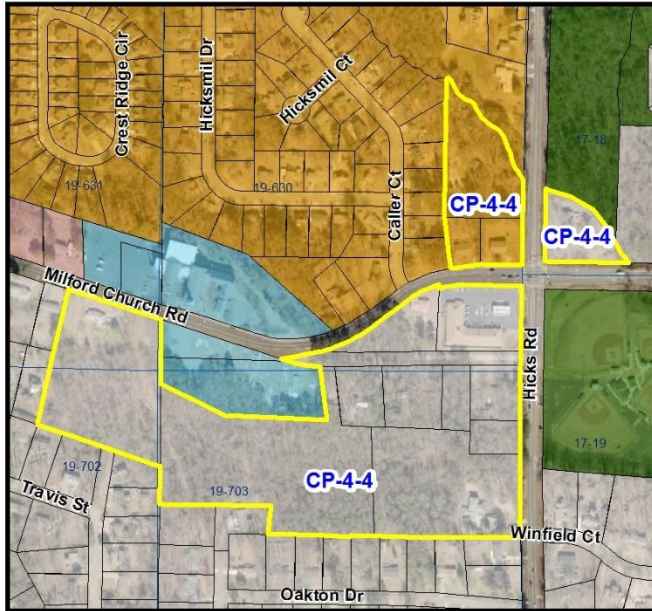 Crest Ridge Cir
Hicksmil Dr
Hicksmil Ct
17-18
19-631
19-630
CP-4-4
Caller Ct
CP-4-4
Milford Church Rd
Hicks Rd
17-19
19-702
Travis St
19-703
CP-4-4
Winfield Ct
Oakton Dr